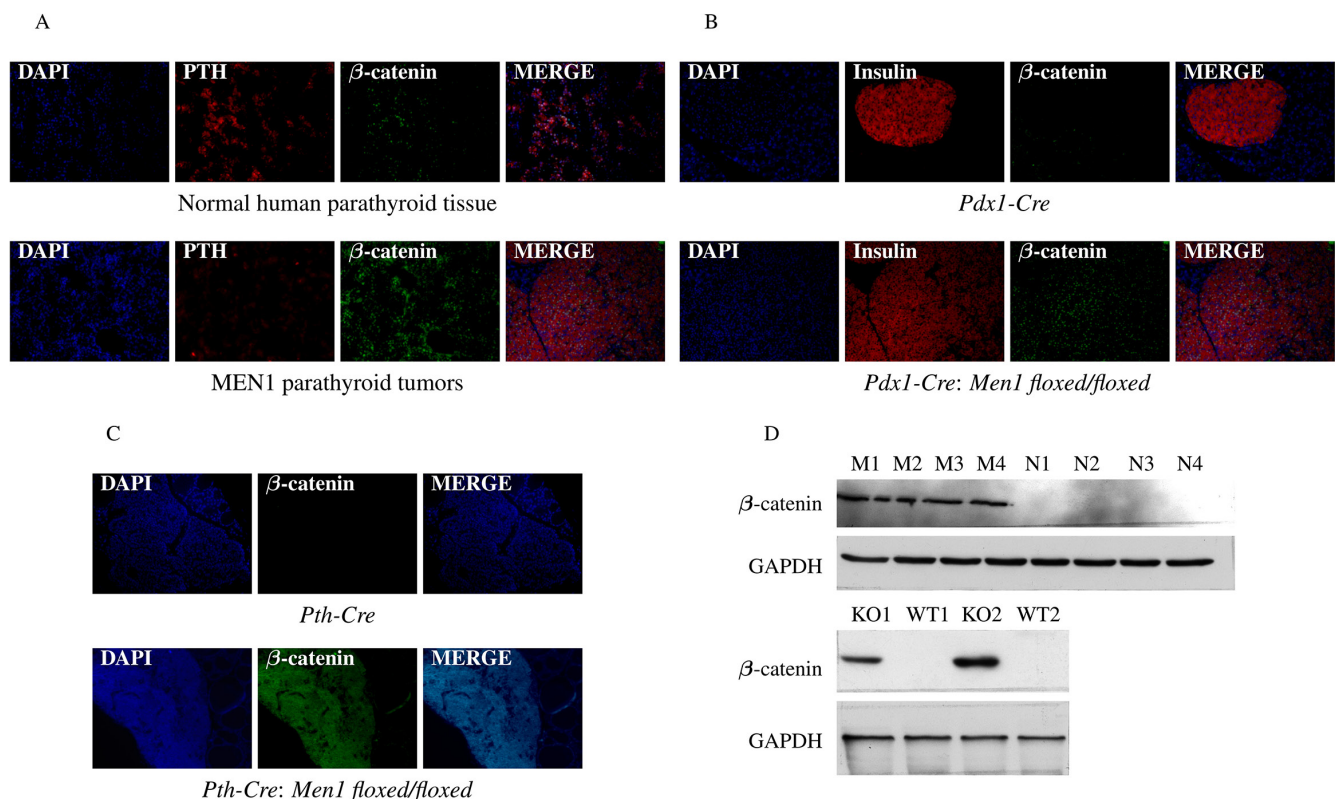 A
B
DAPI PTH β-catenin MERGE
DAPI Insulin β-catenin MERGE
Normal human parathyroid tissue
Pdx1-Cre
DAPI PTH β-catenin MERGE
DAPI Insulin β-catenin MERGE
MEN1 parathyroid tumors
Pdx1-Cre: Men1 floxed/floxed
C
DAPI β-catenin MERGE
Pth-Cre
DAPI β-catenin MERGE
Pth-Cre: Men1 floxed/floxed
D
M1 M2 M3 M4 N1 N2 N3 N4
β-catenin
GAPDH
KO1 WT1 KO2 WT2
β-catenin
GAPDH